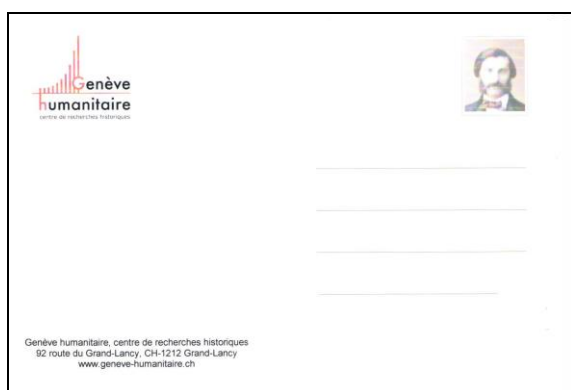 Genève
humanitaire
centre de recherches historiques
Genève humanitaire, centre de recherches historiques
92 route du Grand-Lancy, CH-1212 Grand-Lancy
www.geneve-humanitaire.ch